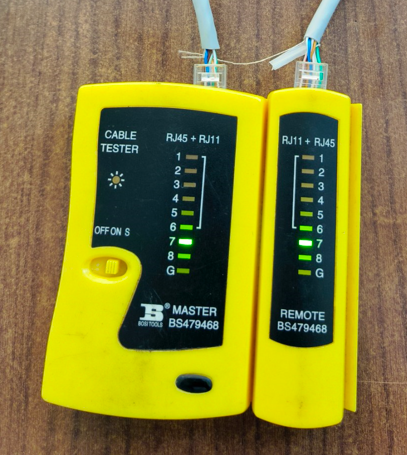 CABLE
TESTER
RJ45 + RJ11
1
2
3
4
5
6
7
8
G
OFF ON S
B®
BOSI TOOLS
MASTER
BS479468
RJ11 + RJ45
1
2
3
4
5
6
7
8
G
REMOTE
BS479468